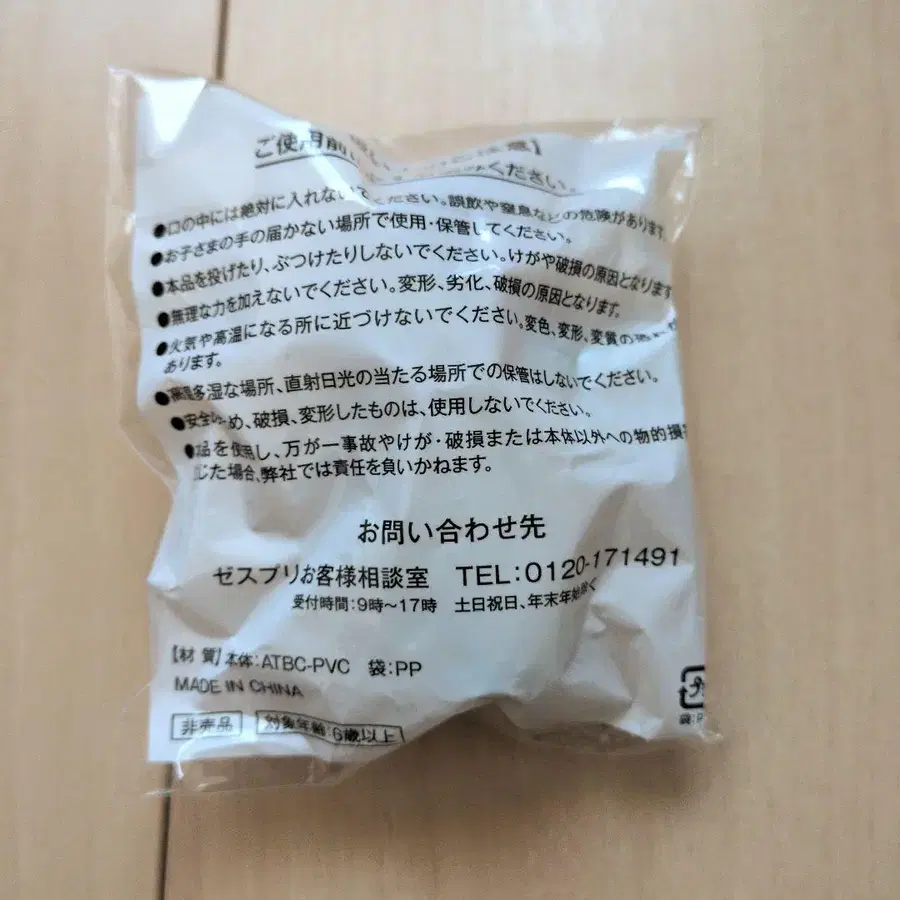 ご使用前に
ください。
●口の中には絶対に入れないでください。誤飲や窒息などの危険があります。
●お子さまの手の届かない場所で使用・保管してください。
●本品を投げたり、ぶつけたりしないでください。けがや破損の原因となります
●無理な力を加えないでください。変形、劣化、破損の原因となります。
●火気や高温になる所に近づけないでください。変色、変形、変質の
あります。
多湿な場所、直射日光の当たる場所での保管はしないでください。
●安全のため、破損、変形したものは、使用しないでください。
品を使用し、万が一事故やけが・破損または本体以外への物的損
じた場合、弊社では責任を負いかねます。
お問い合わせ先
ゼスプリお客様相談室 TEL:0120-171491
受付時間:9時～17時 土日祝日、年末年始除く
【材 質】本体:ATBC-PVC 袋:PP
MADE IN CHINA
非売品 対象年齢:6歳以上